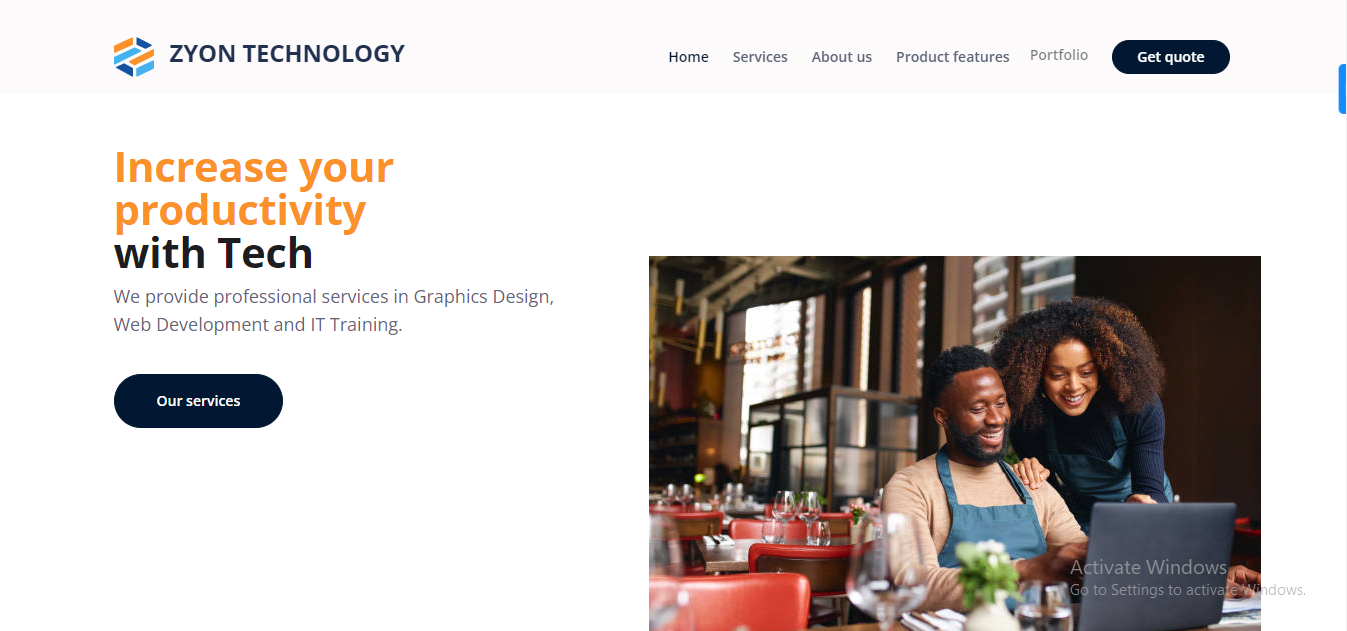 ZYON TECHNOLOGY
Home Services About us Product features Portfolio Get quote
Increase your
productivity
with Tech
We provide professional services in Graphics Design,
Web Development and IT Training.
Our services
Activate Windows
Go to Settings to activate Windows.